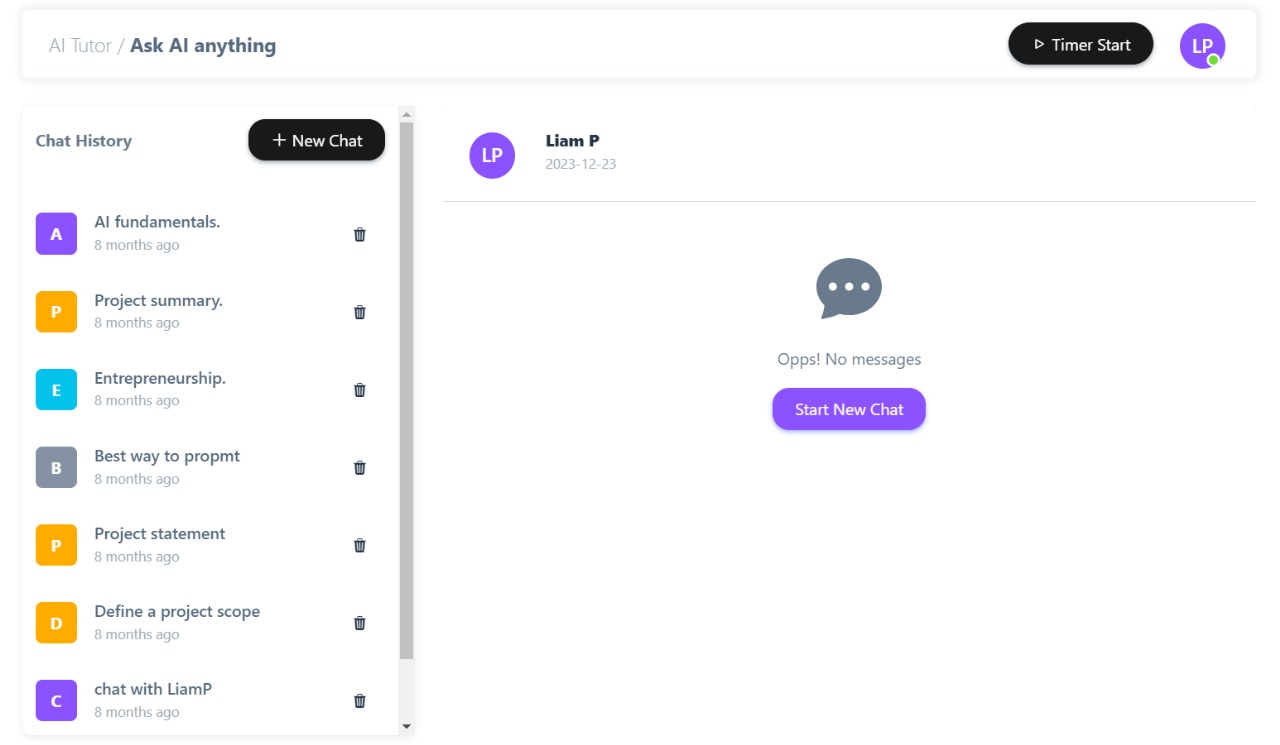 AI Tutor / Ask AI anything
Timer Start
LP
Chat History
+ New Chat
A
AI fundamentals.
8 months ago
P
Project summary.
8 months ago
E
Entrepreneurship.
8 months ago
B
Best way to propmt
8 months ago
P
Project statement
8 months ago
D
Define a project scope
8 months ago
C
chat with LiamP
8 months ago
LP
Liam P
2023-12-23
Opps! No messages
Start New Chat